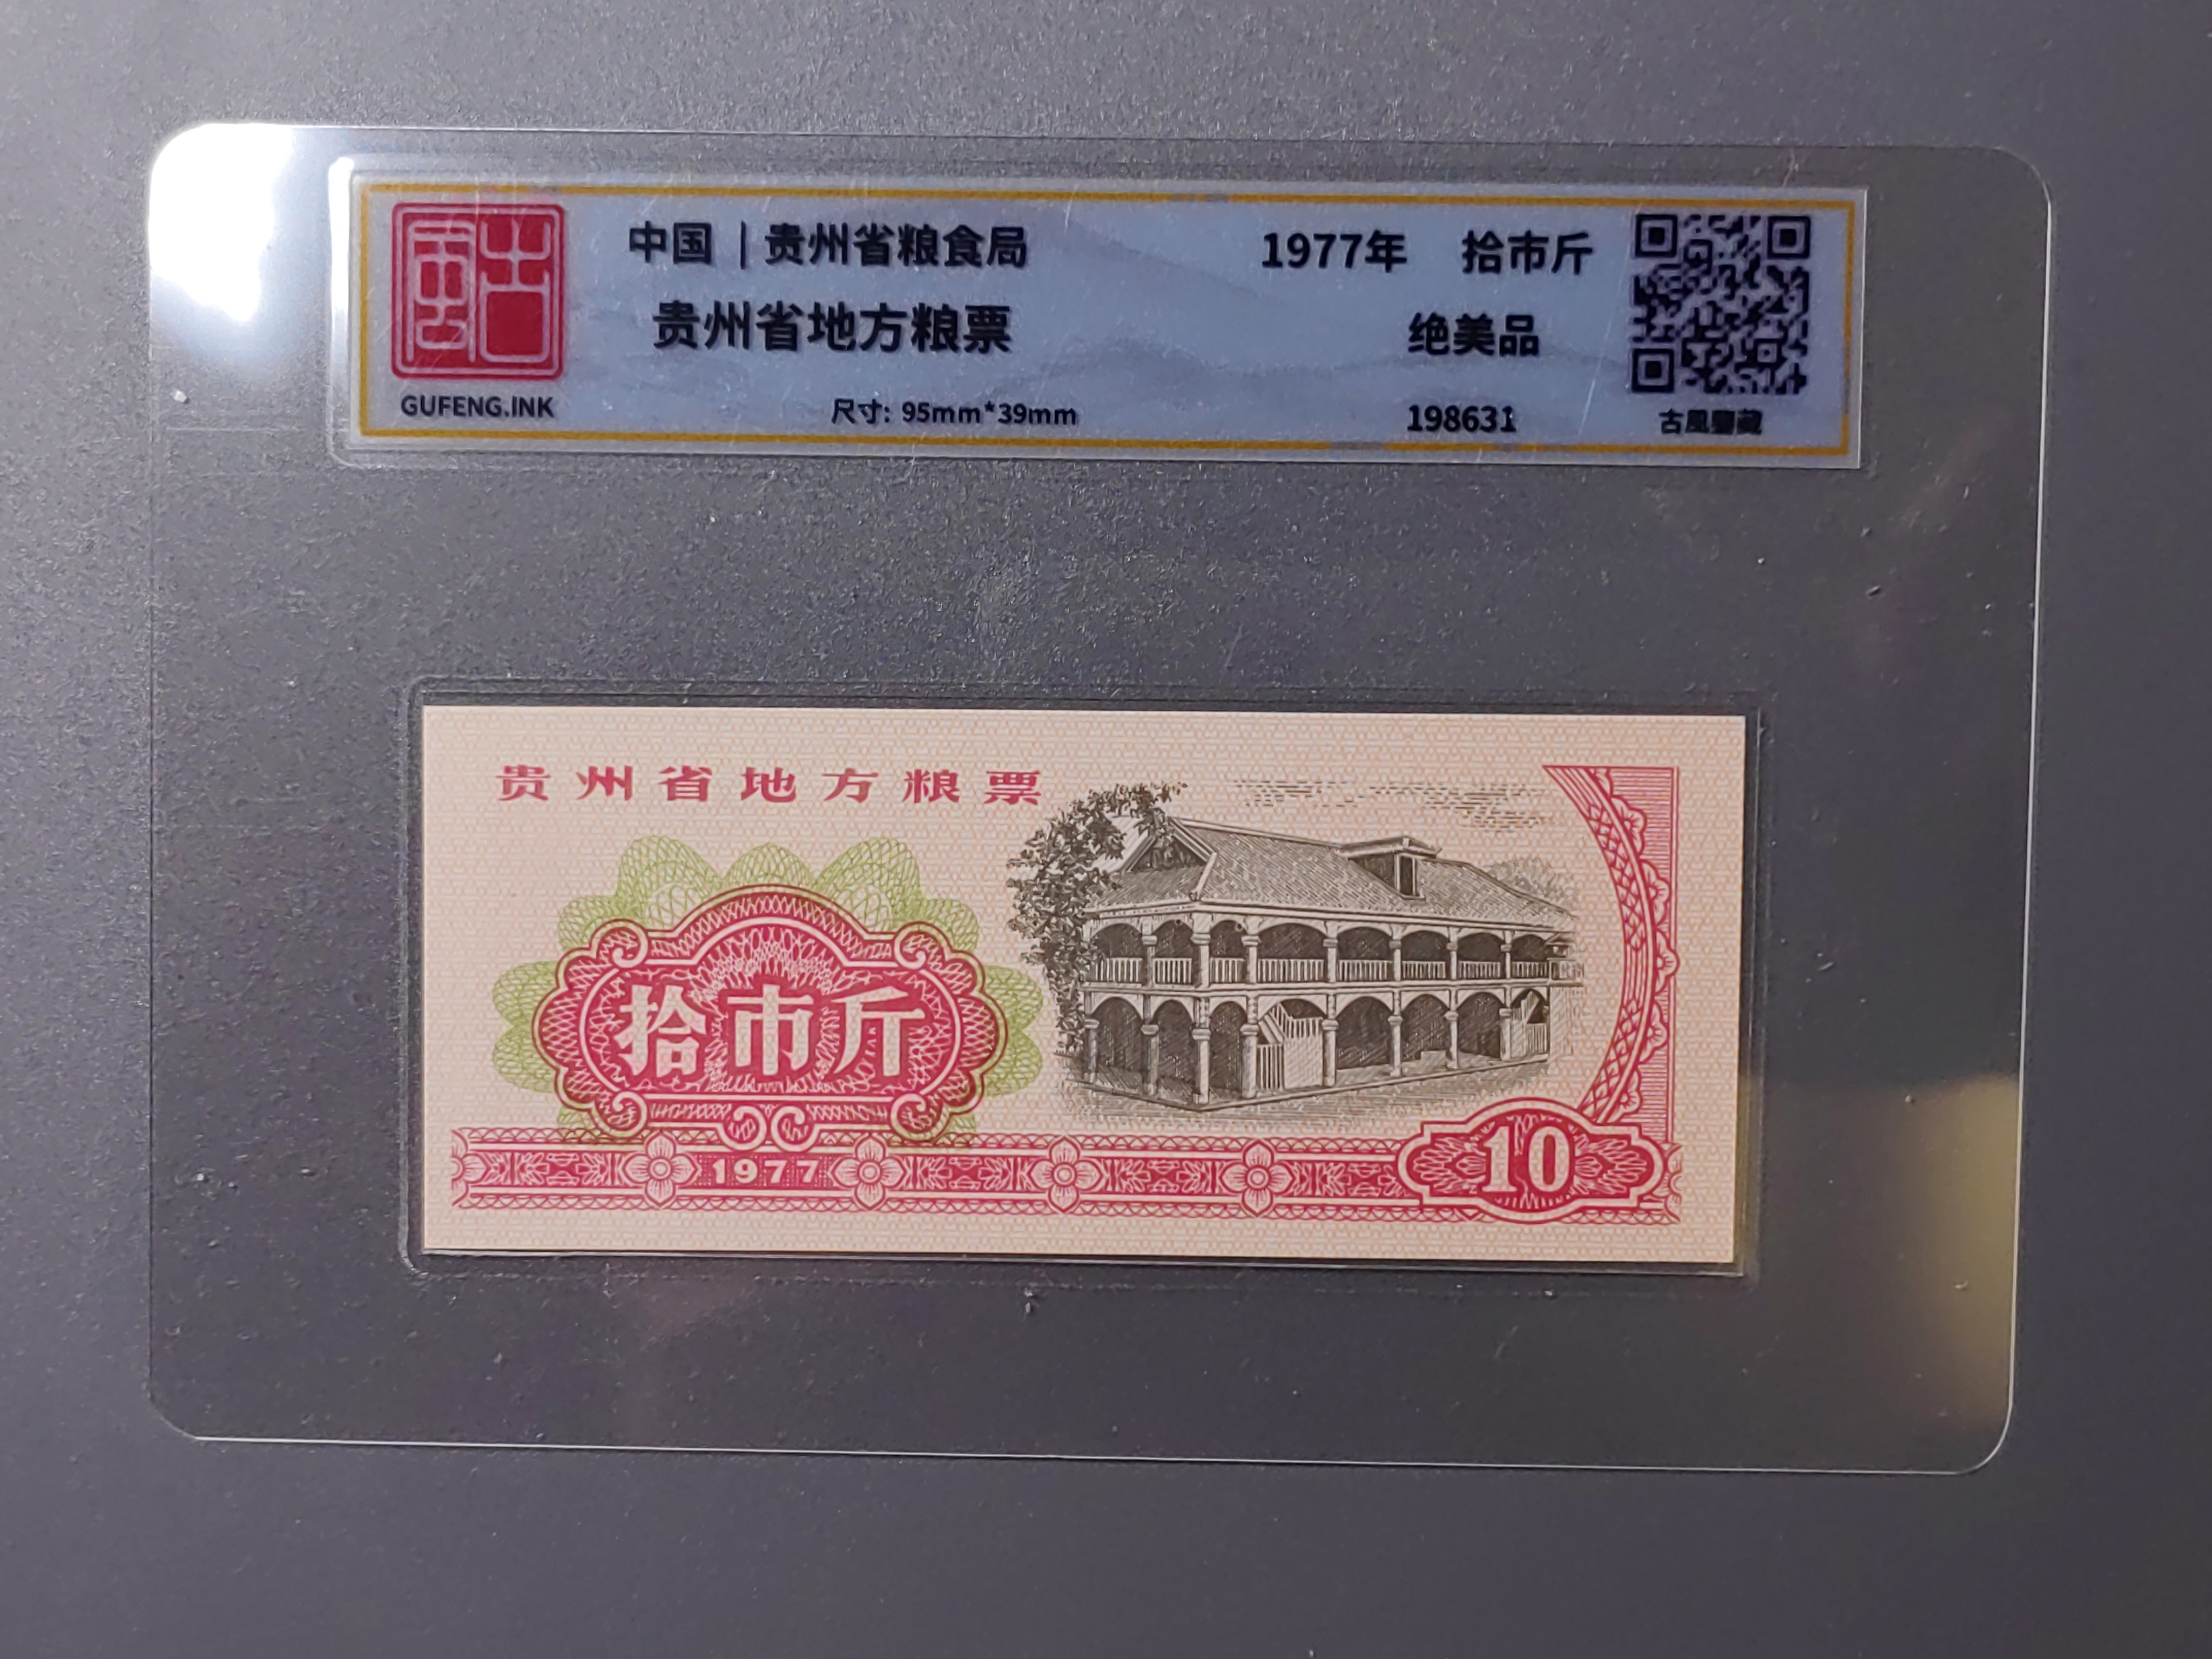 中国 | 贵州省粮食局
1977年 拾市斤
贵州省地方粮票
绝美品
GUFENG.INK
尺寸: 95mm*39mm
198631
古風鑒藏
贵州省地方粮票
拾市斤
1977
10